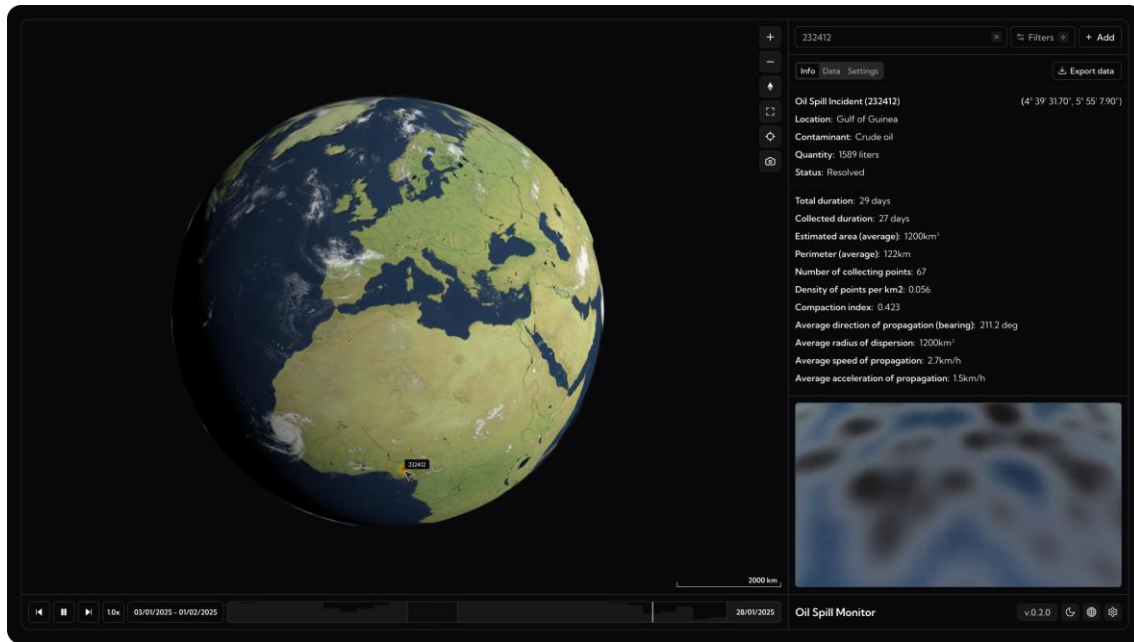 232412
Filters 0
+ Add
Info Data Settings
Export data
Oil Spill Incident (232412) (4° 39' 31.70", 5° 55' 7.90")
Location: Gulf of Guinea
Contaminant: Crude oil
Quantity: 1589 liters
Status: Resolved
Total duration: 29 days
Collected duration: 27 days
Estimated area (average): 1200km²
Perimeter (average): 122km
Number of collecting points: 67
Density of points per km2: 0.056
Compaction index: 0.423
Average direction of propagation (bearing): 211.2 deg
Average radius of dispersion: 1200km²
Average speed of propagation: 2.7km/h
Average acceleration of propagation: 1.5km/h
232412
2000 km
1.0x
03/01/2025 - 01/02/2025
28/01/2025
Oil Spill Monitor
v.0.2.0